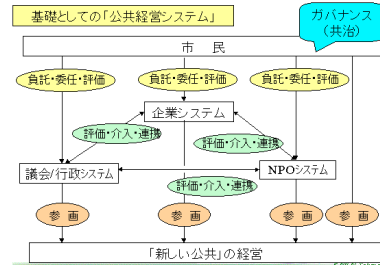 基礎としての「公共経営システム」
ガバナンス
（共治）
市　民
負託・委任・評価
負託・委任・評価
負託・委任・評価
企業システム
評価・介入・連携
評価・介入・連携
議会/行政システム
NPOシステム
評価・介入・連携
参　画
参　画
参　画
参　画
「新しい公共」の経営